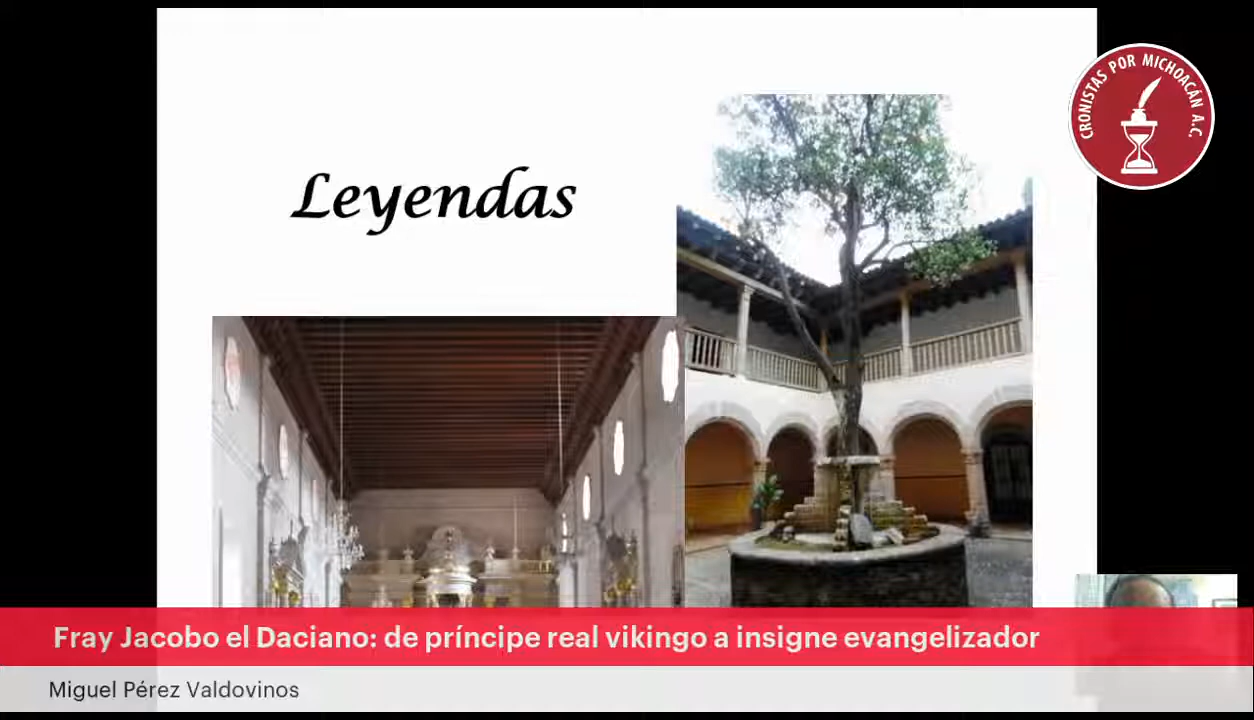 Leyendas
CRONISTAS POR MICHOACÁN A.C.
Fray Jacobo el Daciano: de príncipe real vikingo a insigne evangelizador
Miguel Pérez Valdovinos